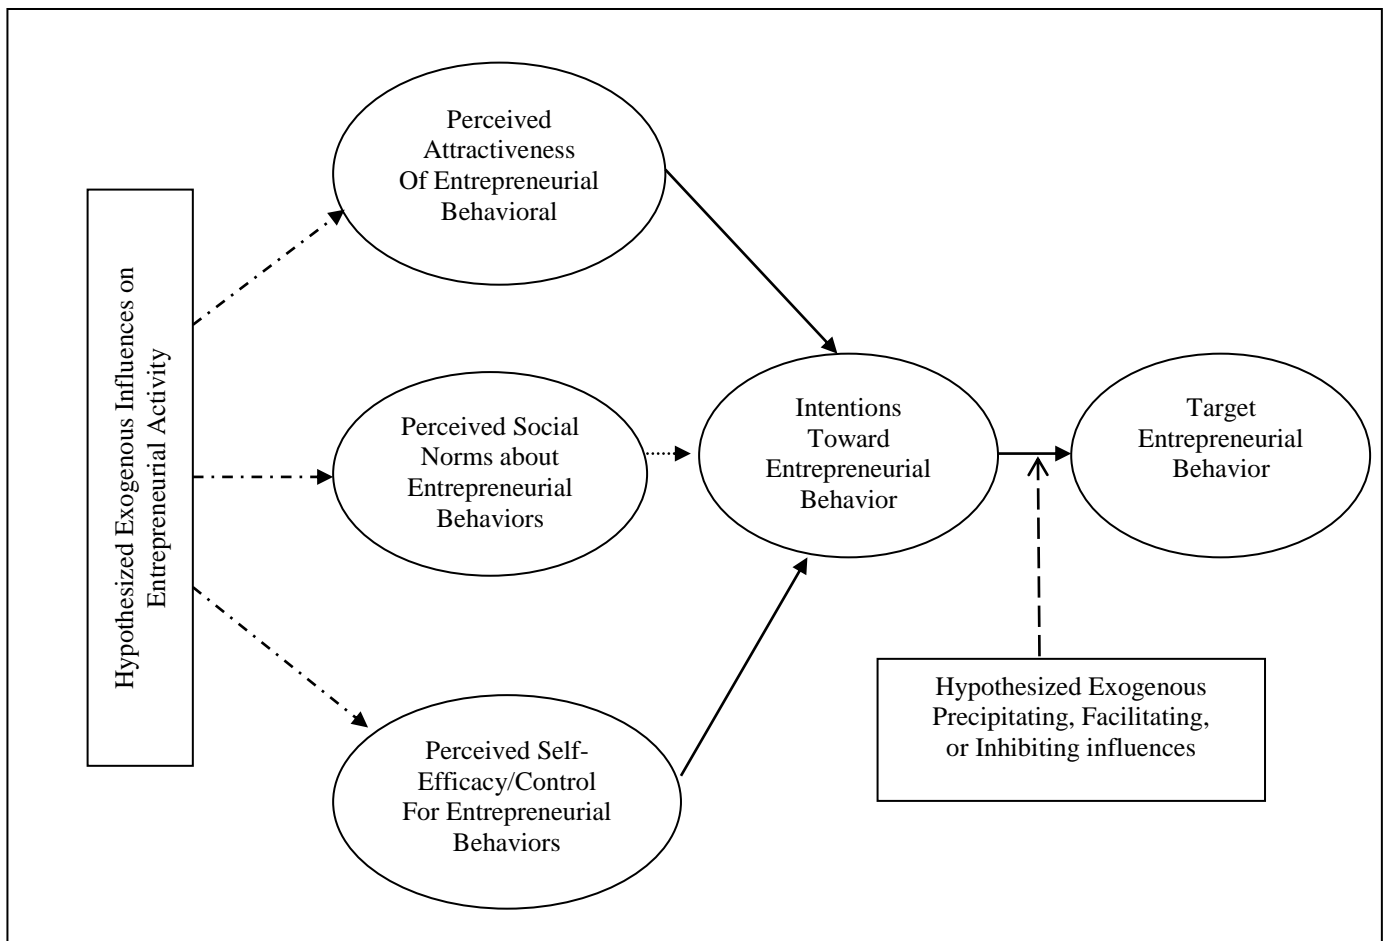 Hypothesized Exogenous Influences on
Entrepreneurial Activity
Perceived
Attractiveness
Of Entrepreneurial
Behavioral
Perceived Social
Norms about
Entrepreneurial
Behaviors
Perceived Self-
Efficacy/Control
For Entrepreneurial
Behaviors
Intentions
Toward
Entrepreneurial
Behavior
Target
Entrepreneurial
Behavior
Hypothesized Exogenous
Precipitating, Facilitating,
or Inhibiting influences